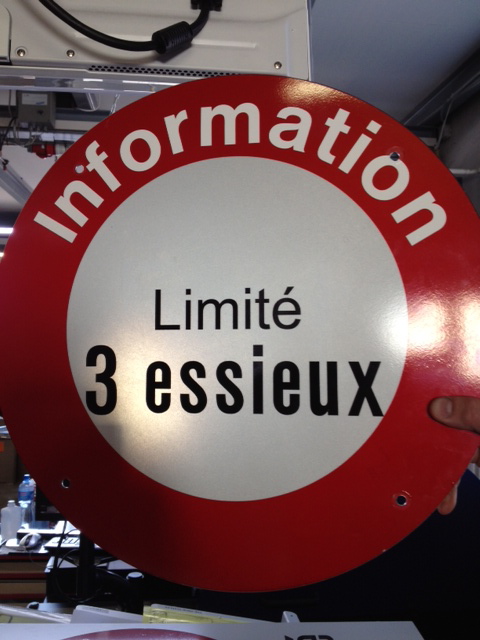 Information
Limité
3 essieux